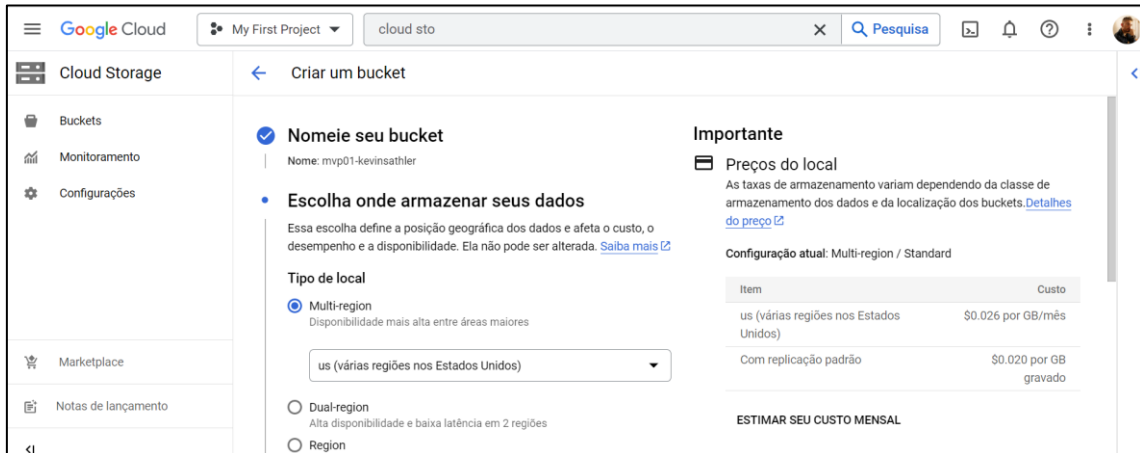 Google Cloud
My First Project
cloud sto
Pesquisa
Cloud Storage
Criar um bucket
Buckets
Monitoramento
Configurações
Marketplace
Notas de lançamento
Nomeie seu bucket
Nome: mvp01-kevinsathler
Escolha onde armazenar seus dados
Essa escolha define a posição geográfica dos dados e afeta o custo, o
desempenho e a disponibilidade. Ela não pode ser alterada. Saiba mais
Tipo de local
Multi-region
Disponibilidade mais alta entre áreas maiores
us (várias regiões nos Estados Unidos)
Dual-region
Alta disponibilidade e baixa latência em 2 regiões
Region
Importante
Preços do local
As taxas de armazenamento variam dependendo da classe de
armazenamento dos dados e da localização dos buckets.Detalhes
do preço
Configuração atual: Multi-region / Standard
Item Custo
us (várias regiões nos Estados $0.026 por GB/mês
Unidos)
Com replicação padrão $0.020 por GB
gravado
ESTIMAR SEU CUSTO MENSAL